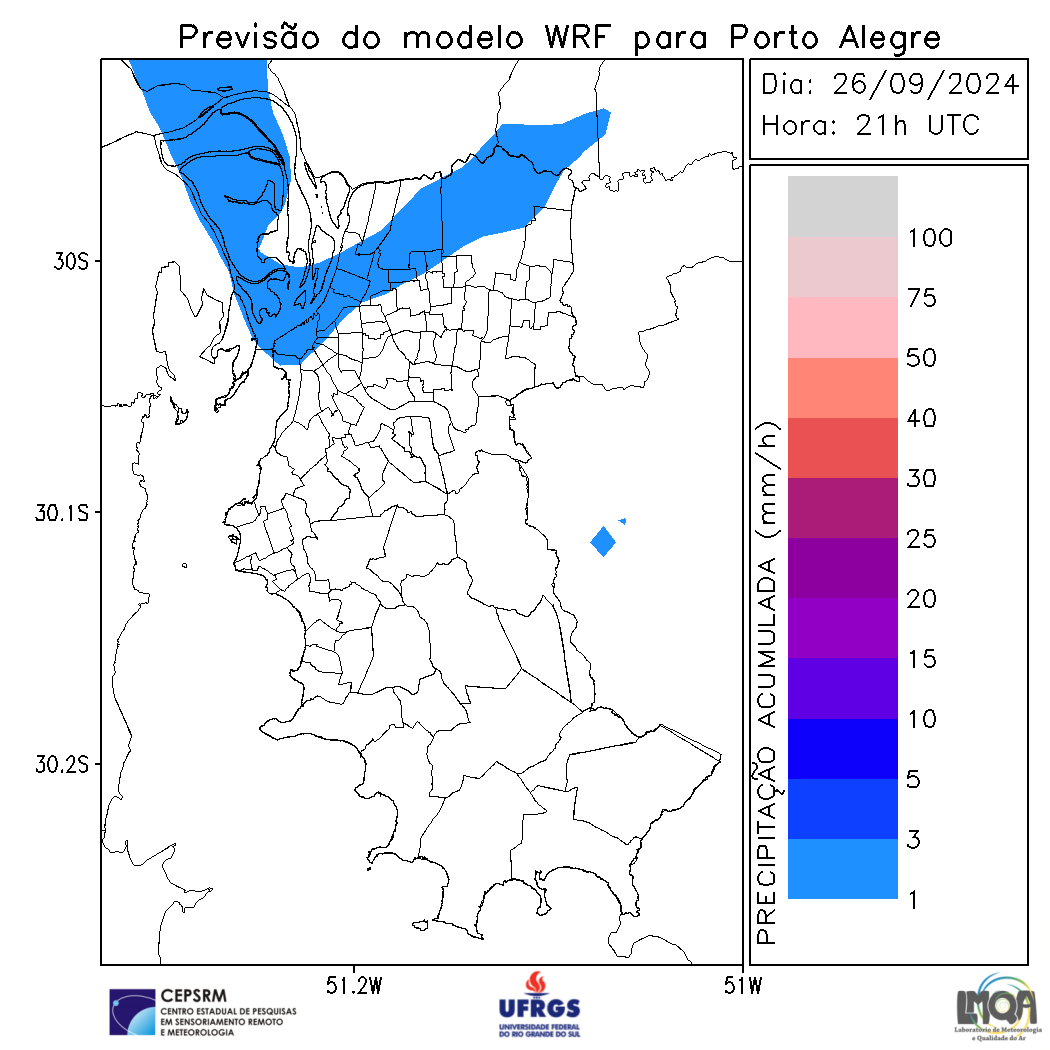 Previsão do modelo WRF para Porto Alegre
Dia: 26/09/2024
Hora: 21h UTC
30S
30.1S
30.2S
51.2W
51W
PRECIPITAÇÃO ACUMULADA (mm/h)
100
75
50
40
30
25
20
15
10
5
3
1
CEPSRM
CENTRO ESTADUAL DE PESQUISAS
EM SENSORIAMENTO REMOTO
E METEOROLOGIA
UFRGS
UNIVERSIDADE FEDERAL
DO RIO GRANDE DO SUL
LMQA
Laboratório de Meteorologia
e Qualidade do Ar